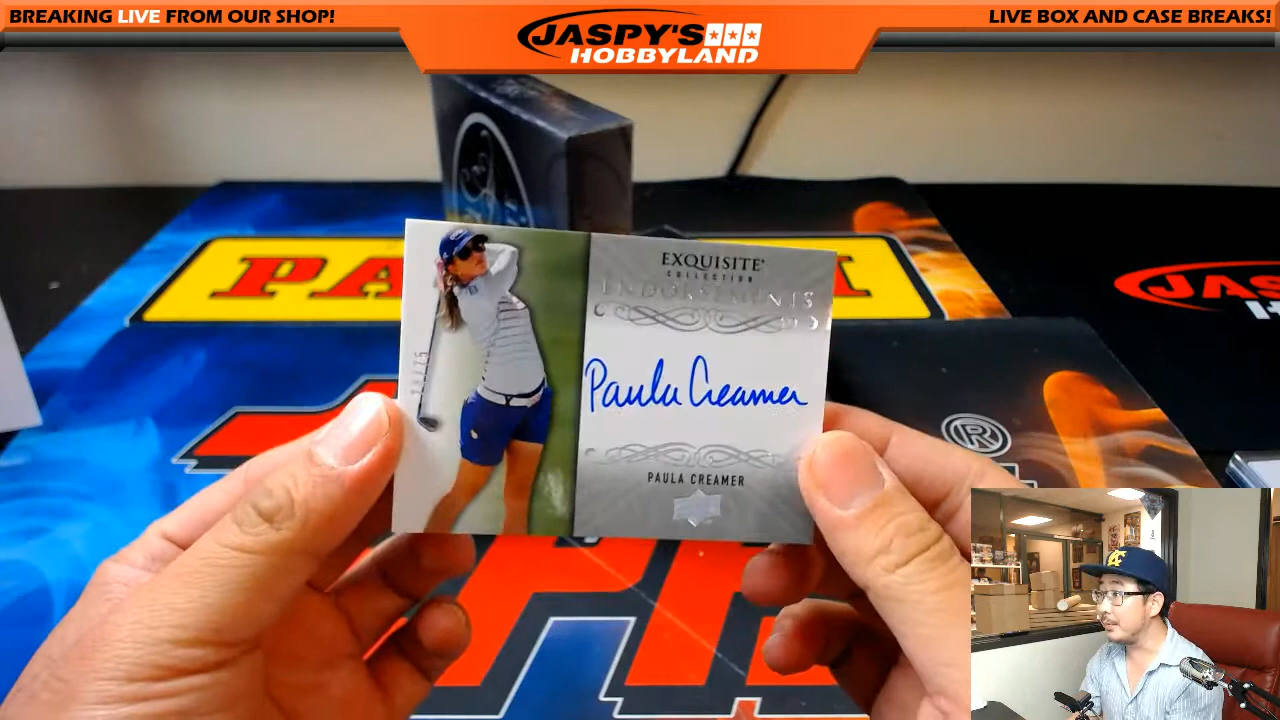 BREAKING LIVE FROM OUR SHOP!
JASPY'S
HOBBYLAND
LIVE BOX AND CASE BREAKS!
EXQUISITE
COLLECTION
ENDORSEMENTS
Paula Creamer
PAULA CREAMER
PA
®